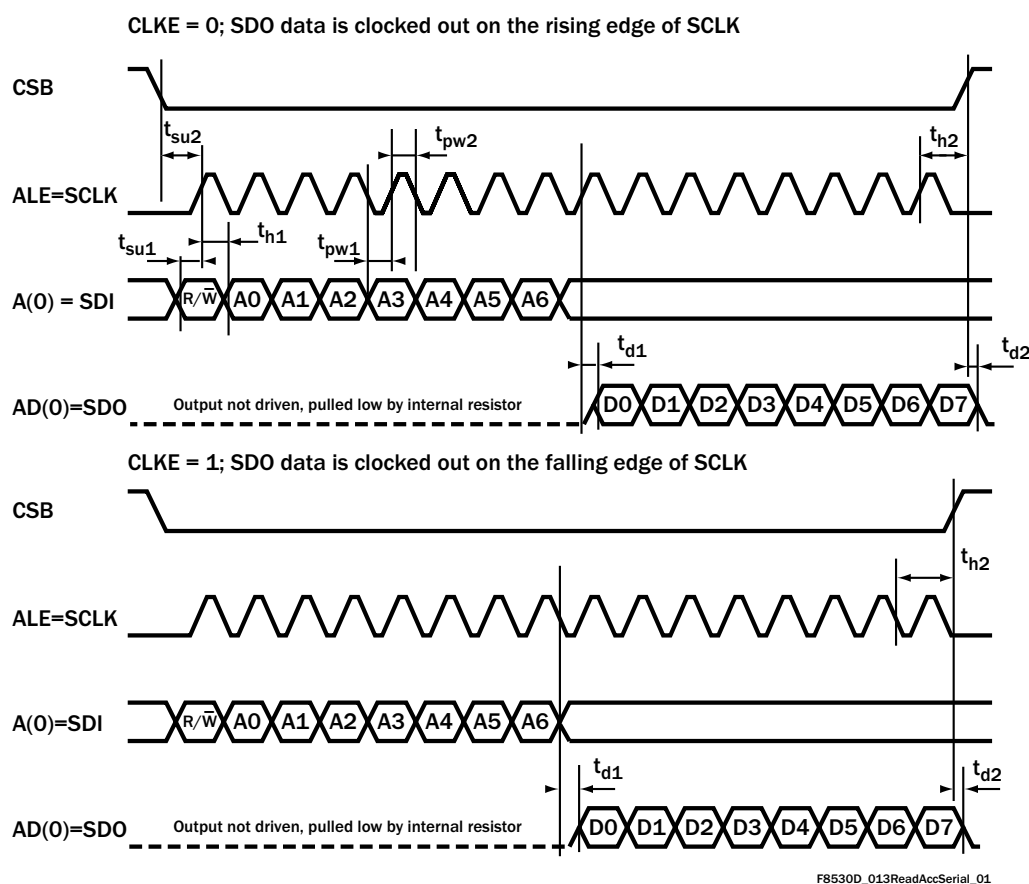 CLKE = 0; SDO data is clocked out on the rising edge of SCLK
CSB
tsu2
tpw2
th2
ALE=SCLK
tsu1
th1
tpw1
A(0) = SDI
R/W̅ A0 A1 A2 A3 A4 A5 A6
td1
td2
AD(0)=SDO
Output not driven, pulled low by internal resistor
D0 D1 D2 D3 D4 D5 D6 D7
CLKE = 1; SDO data is clocked out on the falling edge of SCLK
CSB
th2
ALE=SCLK
A(0)=SDI
R/W̅ A0 A1 A2 A3 A4 A5 A6
td1
td2
AD(0)=SDO
Output not driven, pulled low by internal resistor
D0 D1 D2 D3 D4 D5 D6 D7
F8530D_013ReadAccSerial_01